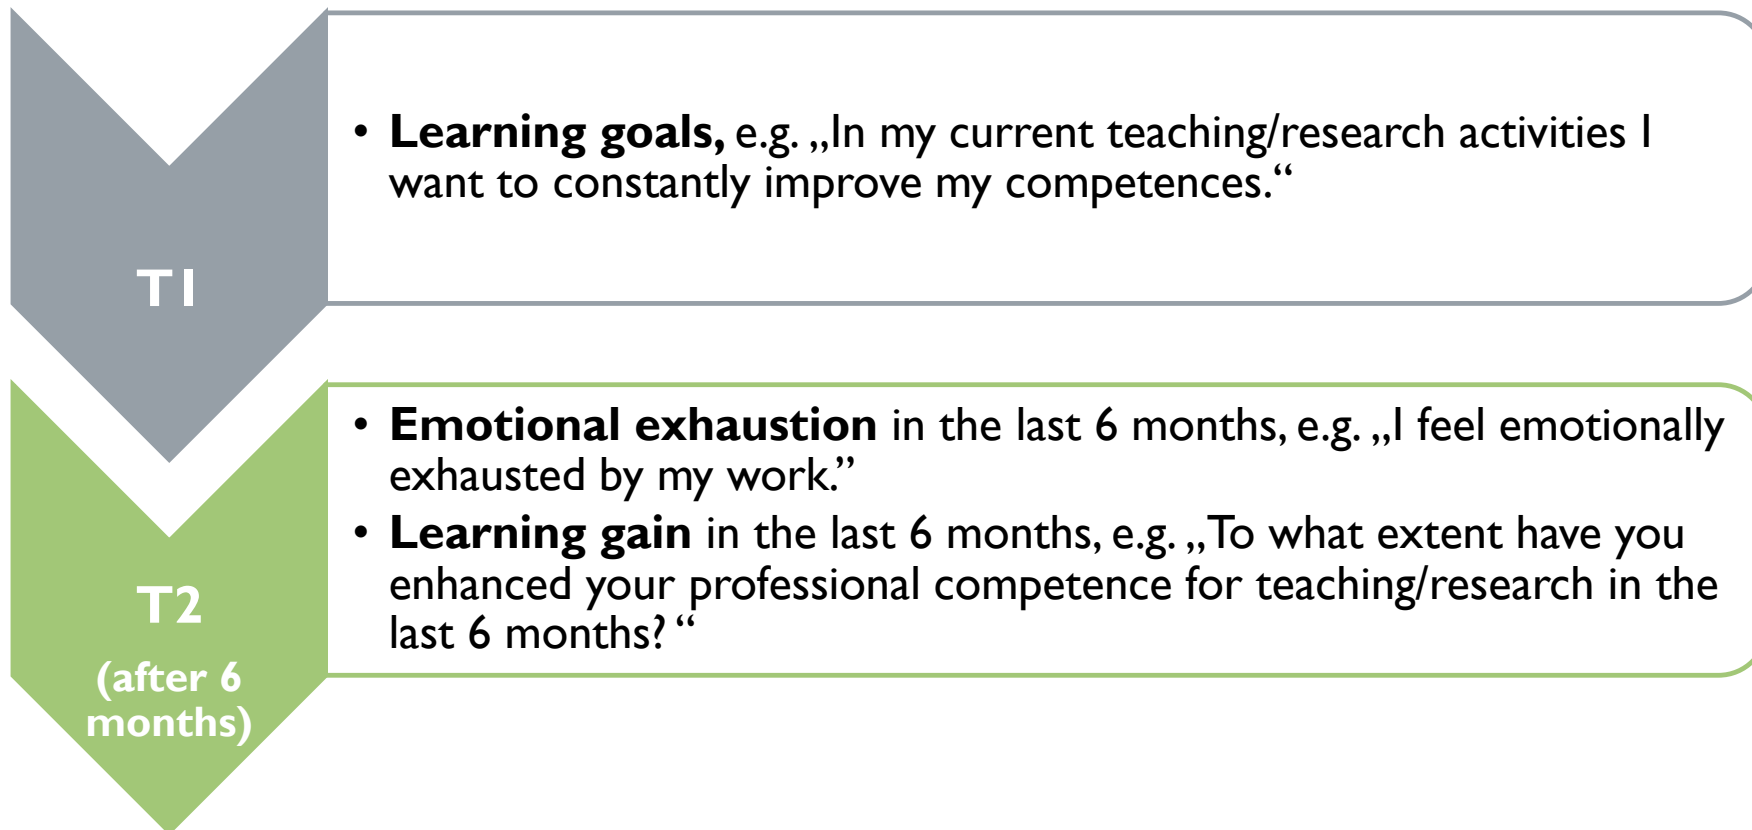 T1
• Learning goals, e.g. „In my current teaching/research activities I
want to constantly improve my competences.“
T2
(after 6
months)
• Emotional exhaustion in the last 6 months, e.g. „I feel emotionally
exhausted by my work.”
• Learning gain in the last 6 months, e.g. „To what extent have you
enhanced your professional competence for teaching/research in the
last 6 months? “